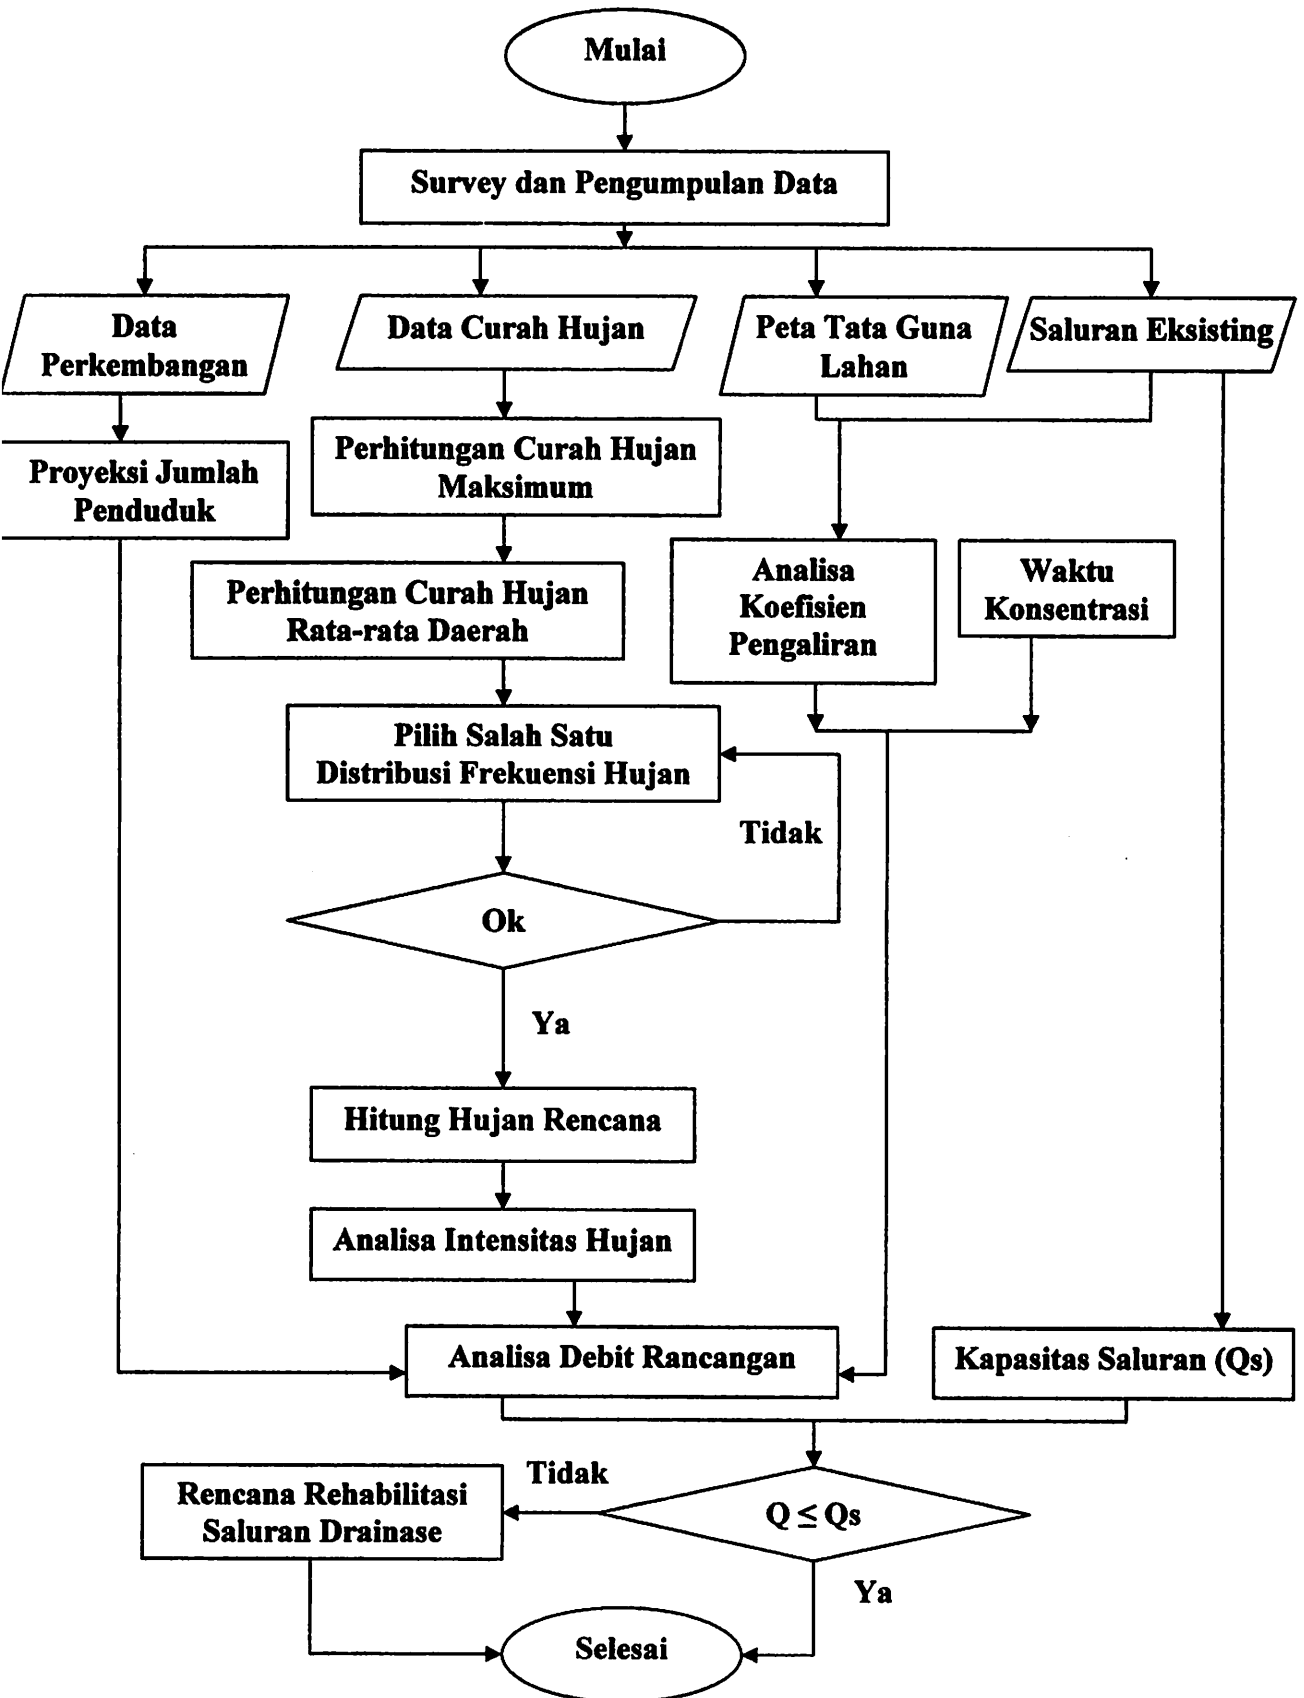 Mulai
Survey dan Pengumpulan Data
Data
Perkembangan
Data Curah Hujan
Peta Tata Guna
Lahan
Saluran Eksisting
Proyeksi Jumlah
Penduduk
Perhitungan Curah Hujan
Maksimum
Perhitungan Curah Hujan
Rata-rata Daerah
Analisa
Koefisien
Pengaliran
Waktu
Konsentrasi
Pilih Salah Satu
Distribusi Frekuensi Hujan
Tidak
Ok
Ya
Hitung Hujan Rencana
Analisa Intensitas Hujan
Analisa Debit Rancangan
Kapasitas Saluran (Qs)
Tidak
Rencana Rehabilitasi
Saluran Drainase
Q ≤ Qs
Ya
Selesai